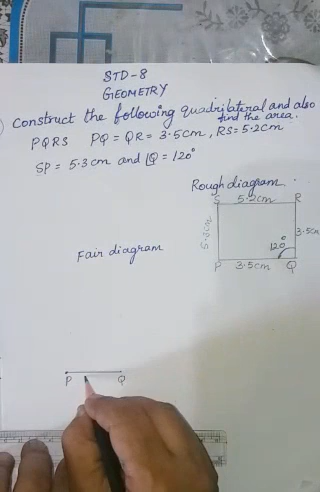 STD-8
GEOMETRY
Construct the following quadrilateral and also
find the area.
PQRS PQ = QR = 3.5cm, RS = 5.2cm
SP = 5.3cm and ∠Q = 120°
Rough diagram.
S 5.2cm R
5.3cm
3.5cm
120°
P 3.5cm Q
Fair diagram
P Q